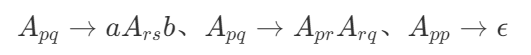 A_{pq} → aA_{rs}b、A_{pq} → A_{pr}A_{rq}、A_{pp} → ϵ